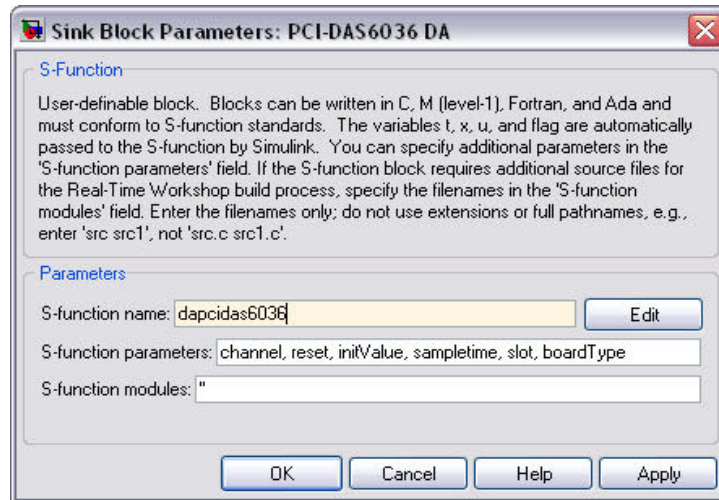 Sink Block Parameters: PCI-DAS6036 DA
S-Function
User-definable block.  Blocks can be written in C, M (level-1), Fortran, and Ada and
must conform to S-function standards.  The variables t, x, u, and flag are automatically
passed to the S-function by Simulink.  You can specify additional parameters in the
'S-function parameters' field. If the S-function block requires additional source files for
the Real-Time Workshop build process, specify the filenames in the 'S-function
modules' field. Enter the filenames only; do not use extensions or full pathnames, e.g.,
enter 'src src1', not 'src.c src1.c'.
Parameters
S-function name: dapcidas6036 Edit
S-function parameters: channel, reset, initValue, sampletime, slot, boardType
S-function modules: ''
OK Cancel Help Apply